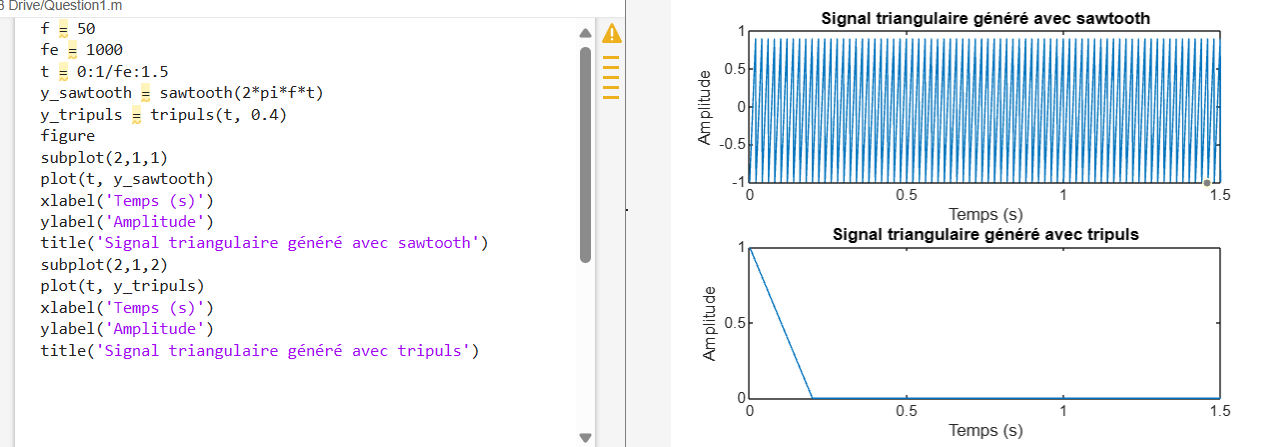 3 Drive/Question1.m
f = 50
fe = 1000
t = 0:1/fe:1.5
y_sawtooth = sawtooth(2*pi*f*t)
y_tripuls = tripuls(t, 0.4)
figure
subplot(2,1,1)
plot(t, y_sawtooth)
xlabel('Temps (s)')
ylabel('Amplitude')
title('Signal triangulaire généré avec sawtooth')
subplot(2,1,2)
plot(t, y_tripuls)
xlabel('Temps (s)')
ylabel('Amplitude')
title('Signal triangulaire généré avec tripuls')
Signal triangulaire généré avec sawtooth
Amplitude
1
0.5
0
-0.5
-1
0 0.5 1 1.5
Temps (s)
Signal triangulaire généré avec tripuls
Amplitude
1
0.5
0
0 0.5 1 1.5
Temps (s)